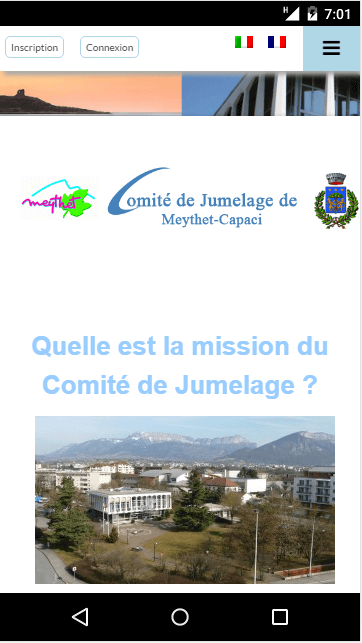 H 7:01
Inscription Connexion
meythet
Comité de Jumelage de
Meythet-Capaci
Quelle est la mission du
Comité de Jumelage ?